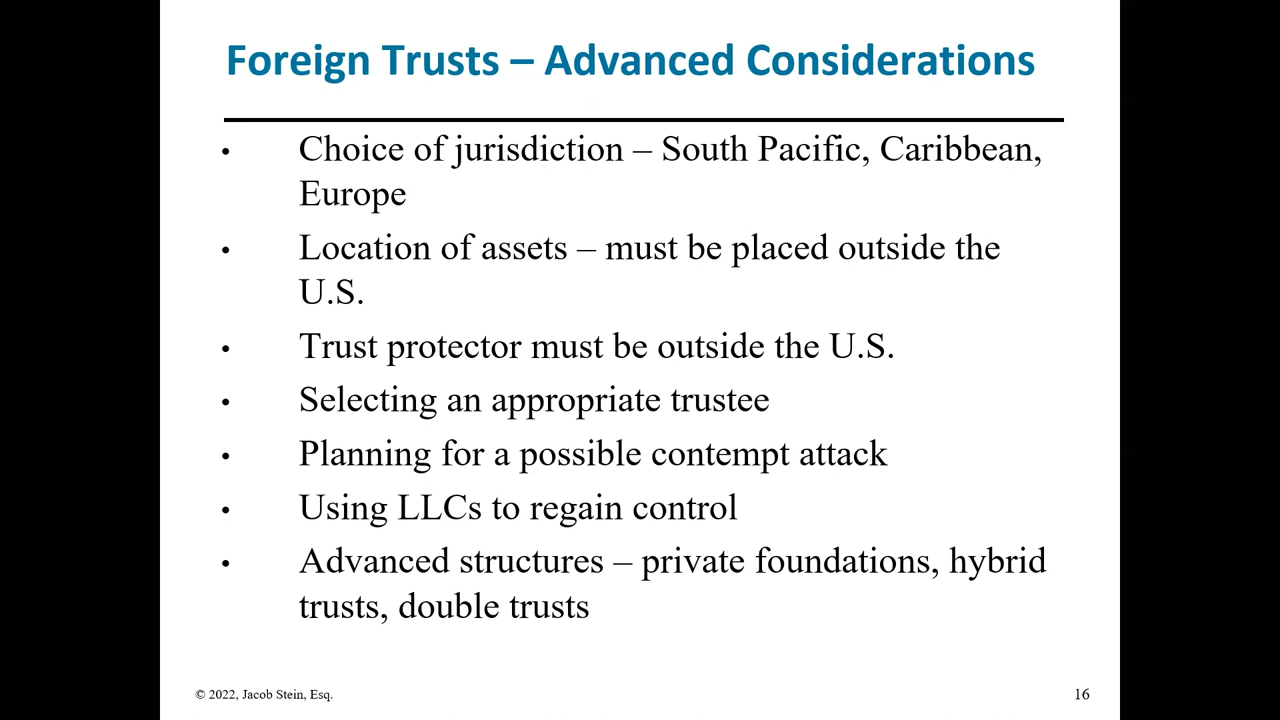 Foreign Trusts – Advanced Considerations
• Choice of jurisdiction – South Pacific, Caribbean,
Europe
• Location of assets – must be placed outside the
U.S.
• Trust protector must be outside the U.S.
• Selecting an appropriate trustee
• Planning for a possible contempt attack
• Using LLCs to regain control
• Advanced structures – private foundations, hybrid
trusts, double trusts
© 2022, Jacob Stein, Esq.
16